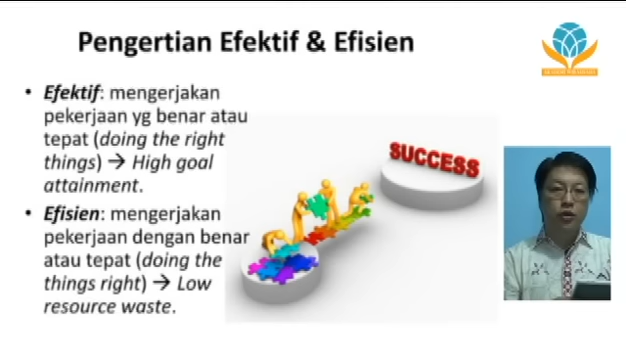 Pengertian Efektif & Efisien
• Efektif: mengerjakan
pekerjaan yg benar atau
tepat (doing the right
things) → High goal
attainment.
• Efisien: mengerjakan
pekerjaan dengan benar
atau tepat (doing the
things right) → Low
resource waste.
SUCCESS